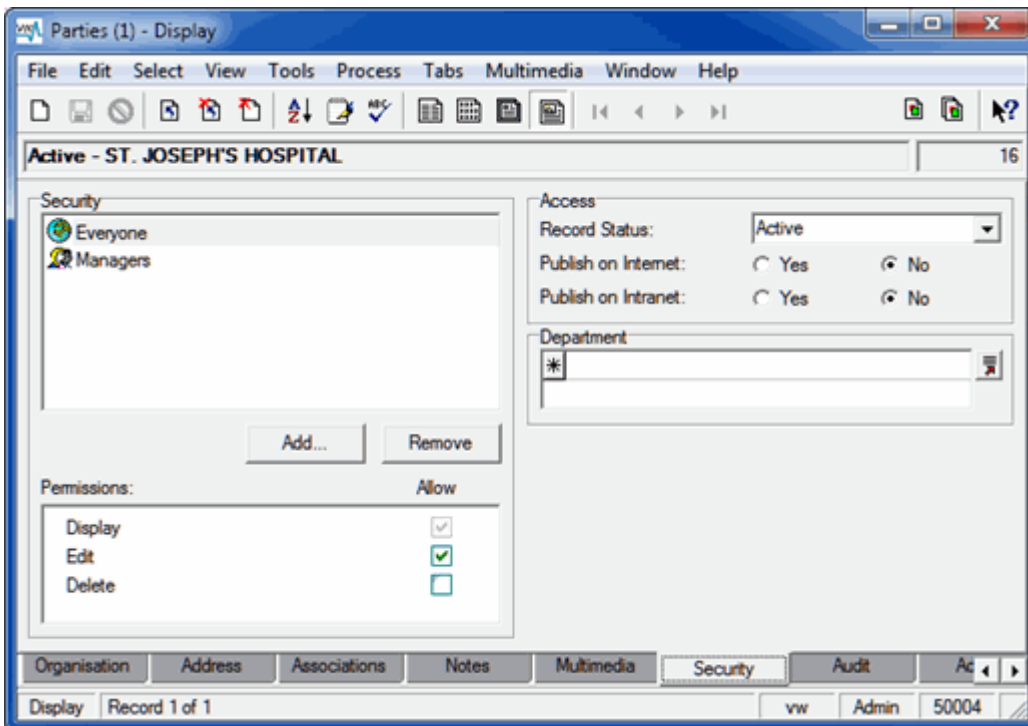 Parties (1) - Display
File Edit Select View Tools Process Tabs Multimedia Window Help
Active - ST. JOSEPH'S HOSPITAL 16
Security
Everyone
Managers
Add... Remove
Permissions: Allow
Display
Edit
Delete
Access
Record Status: Active
Publish on Internet: Yes No
Publish on Intranet: Yes No
Department
Organisation Address Associations Notes Multimedia Security Audit
Display Record 1 of 1 vw Admin 50004